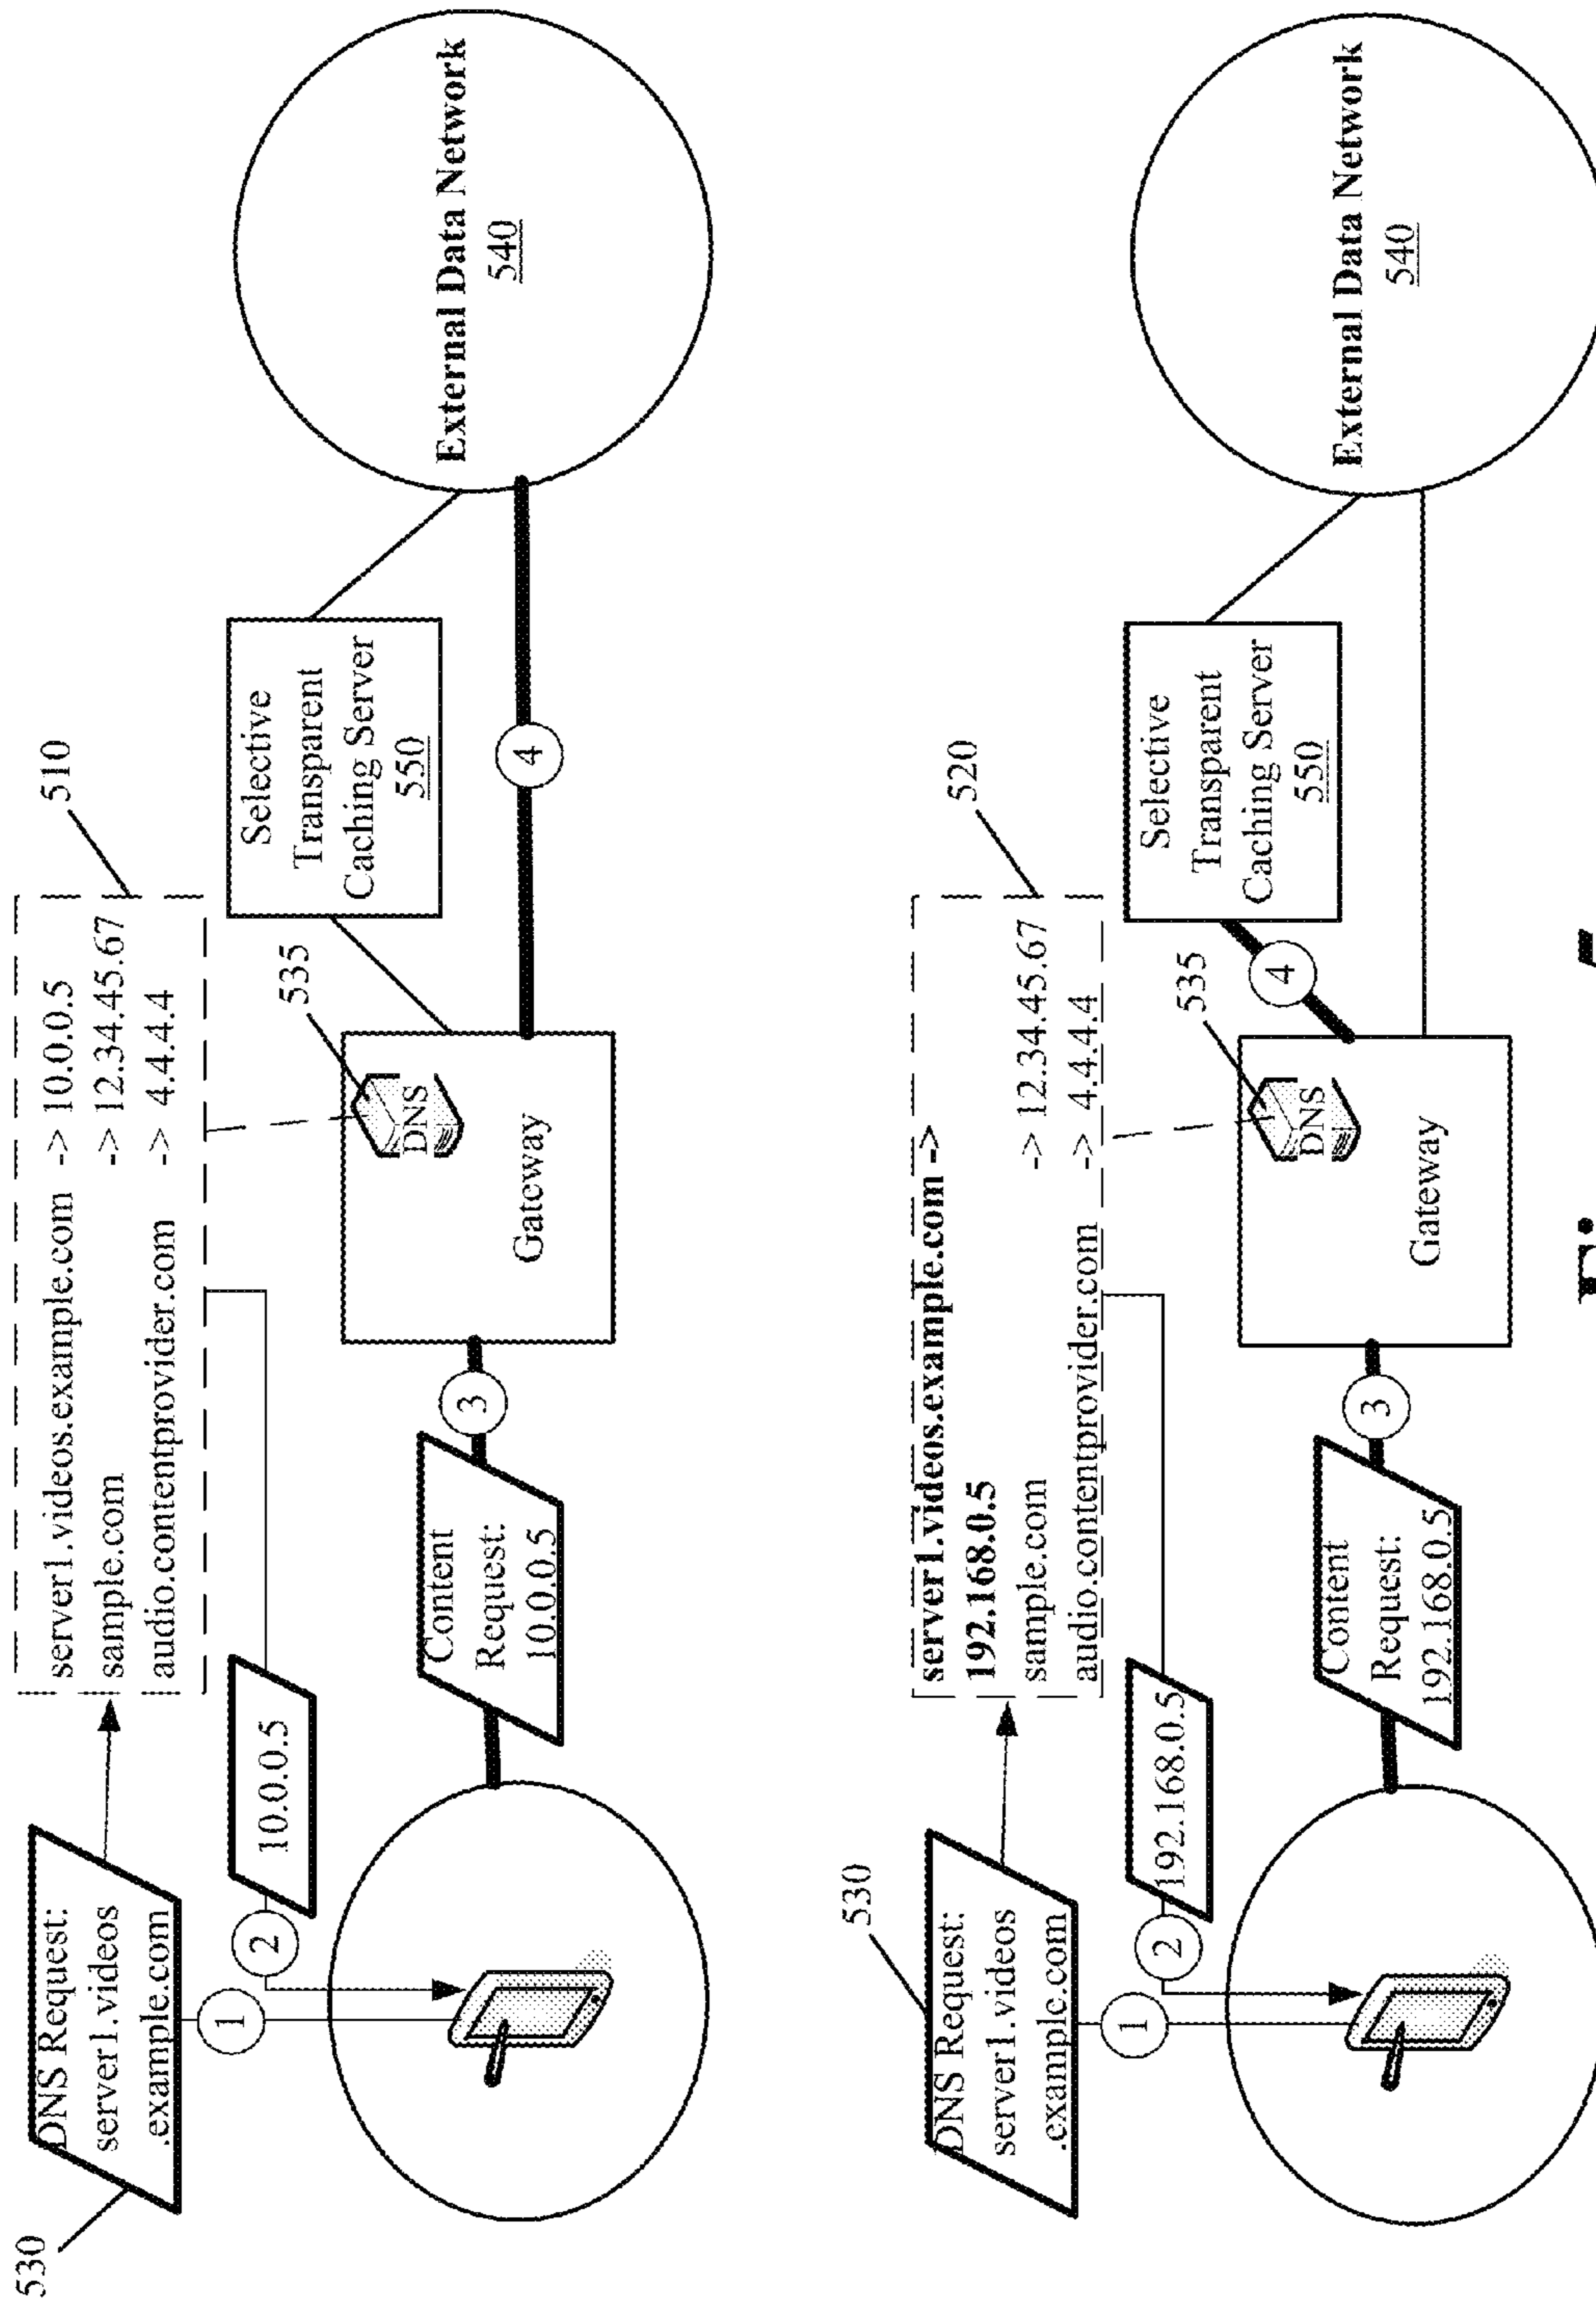 530
DNS Request:
server1.videos
.example.com
1
2
10.0.0.5
510
server1.videos.example.com -> 10.0.0.5
sample.com -> 12.34.45.67
audio.contentprovider.com -> 4.4.4.4
Content
Request:
10.0.0.5
3
535
DNS
Gateway
Selective
Transparent
Caching Server
550
4
External Data Network
540
530
DNS Request:
server1.videos
.example.com
1
2
192.168.0.5
520
server1.videos.example.com ->
192.168.0.5
sample.com -> 12.34.45.67
audio.contentprovider.com -> 4.4.4.4
Content
Request:
192.168.0.5
3
535
DNS
Gateway
Selective
Transparent
Caching Server
550
4
External Data Network
540